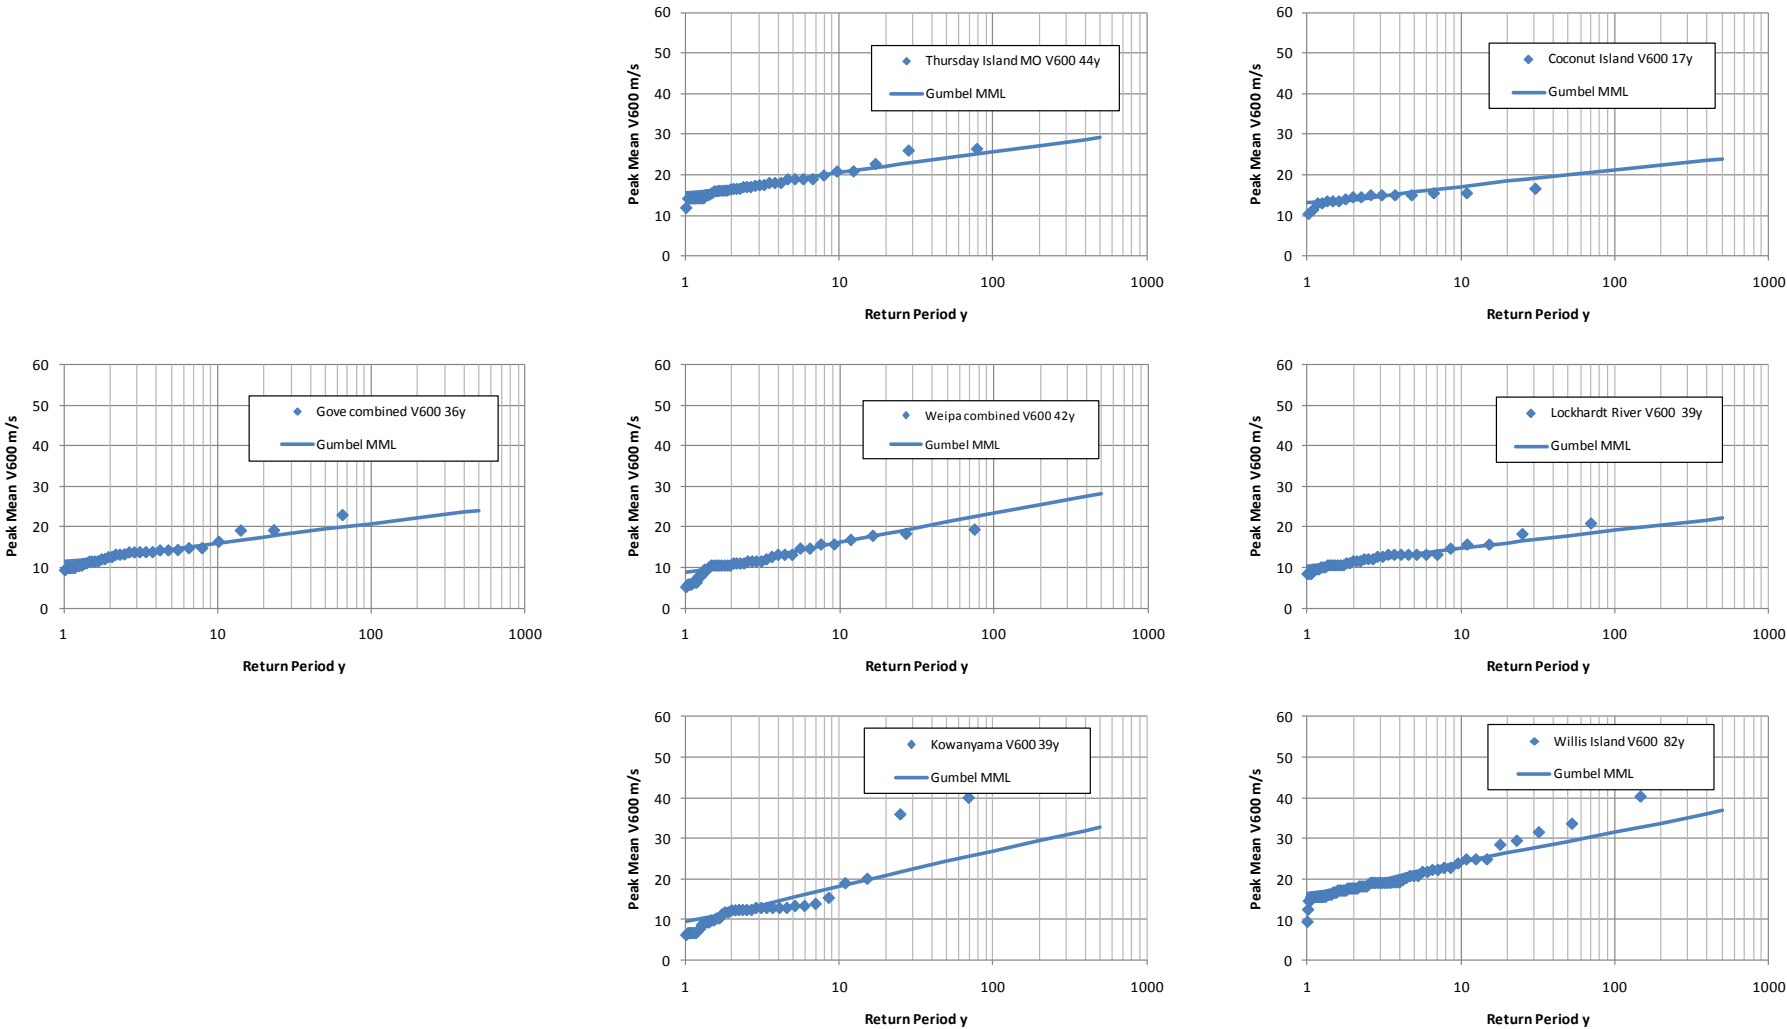 60
50
40
30
20
10
0
Peak Mean V600 m/s
Thursday Island MO V600 44y
Gumbel MML
1 10 100 1000
Return Period y
60
50
40
30
20
10
0
Peak Mean V600 m/s
Coconut Island V600 17y
Gumbel MML
1 10 100 1000
Return Period y
60
50
40
30
20
10
0
Peak Mean V600 m/s
Gove combined V600 36y
Gumbel MML
1 10 100 1000
Return Period y
60
50
40
30
20
10
0
Peak Mean V600 m/s
Weipa combined V600 42y
Gumbel MML
1 10 100 1000
Return Period y
60
50
40
30
20
10
0
Peak Mean V600 m/s
Lockhardt River V600 39y
Gumbel MML
1 10 100 1000
Return Period y
60
50
40
30
20
10
0
Peak Mean V600 m/s
Kowanyama V600 39y
Gumbel MML
1 10 100 1000
Return Period y
60
50
40
30
20
10
0
Peak Mean V600 m/s
Willis Island V600 82y
Gumbel MML
1 10 100 1000
Return Period y